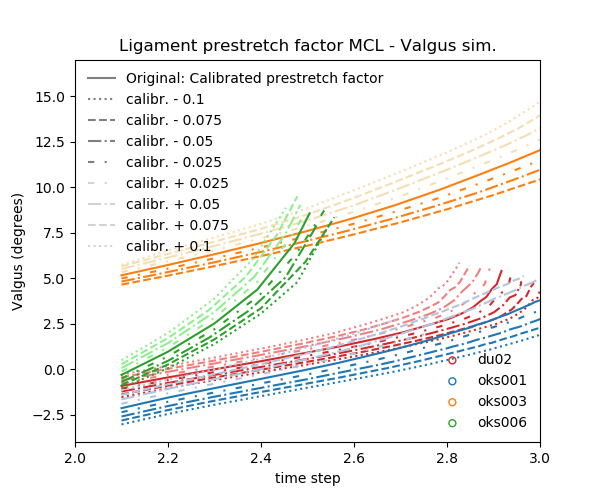 Ligament prestretch factor MCL - Valgus sim.
Original: Calibrated prestretch factor
calibr. - 0.1
calibr. - 0.075
calibr. - 0.05
calibr. - 0.025
calibr. + 0.025
calibr. + 0.05
calibr. + 0.075
calibr. + 0.1
15.0
12.5
10.0
7.5
5.0
2.5
0.0
−2.5
Valgus (degrees)
du02
oks001
oks003
oks006
2.0 2.2 2.4 2.6 2.8 3.0
time step